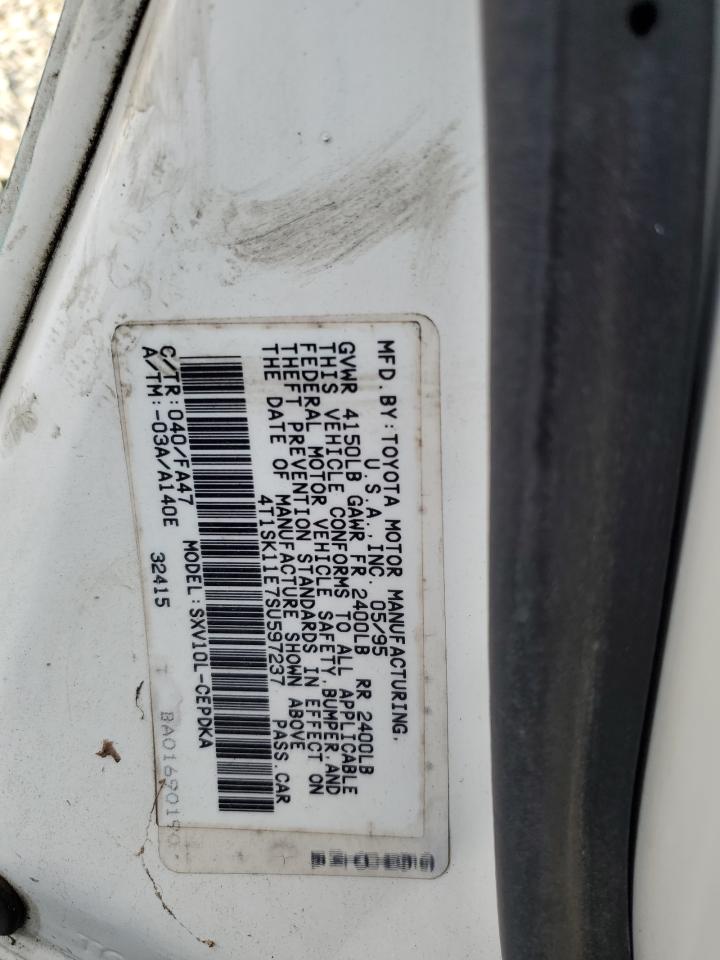 MFD.BY:TOYOTA MOTOR MANUFACTURING,
U.S.A.,INC. 05/95
GVWR 4150LB GAWR FR 2400LB RR 2400LB
THIS VEHICLE CONFORMS TO ALL APPLICABLE
FEDERAL MOTOR VEHICLE SAFETY,BUMPER,AND
THEFT PREVENTION STANDARDS IN EFFECT ON
THE DATE OF MANUFACTURE SHOWN ABOVE
4T1SK11E7SU597237 PASS.CAR
MODEL:SXV10L-CEPDKA
C/TR:040/FA47
A/TM:-03A/A140E 32415
BA01690190